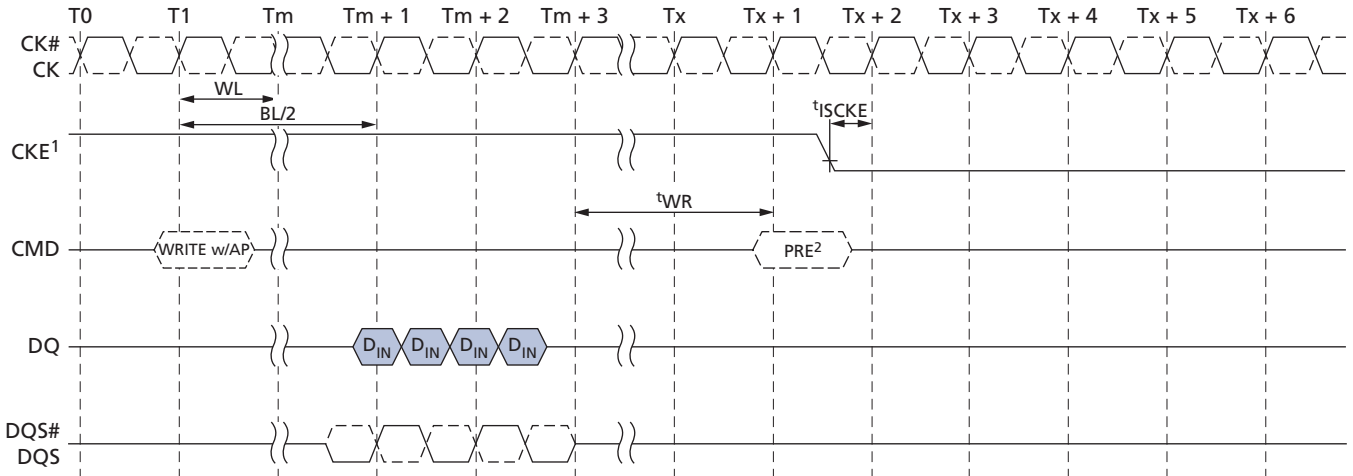 T0 T1 Tm Tm + 1 Tm + 2 Tm + 3 Tx Tx + 1 Tx + 2 Tx + 3 Tx + 4 Tx + 5 Tx + 6
CK#
CK
WL
BL/2
tISCKE
CKE1
tWR
CMD WRITE w/AP PRE2
DQ DIN DIN DIN DIN
DQS#
DQS